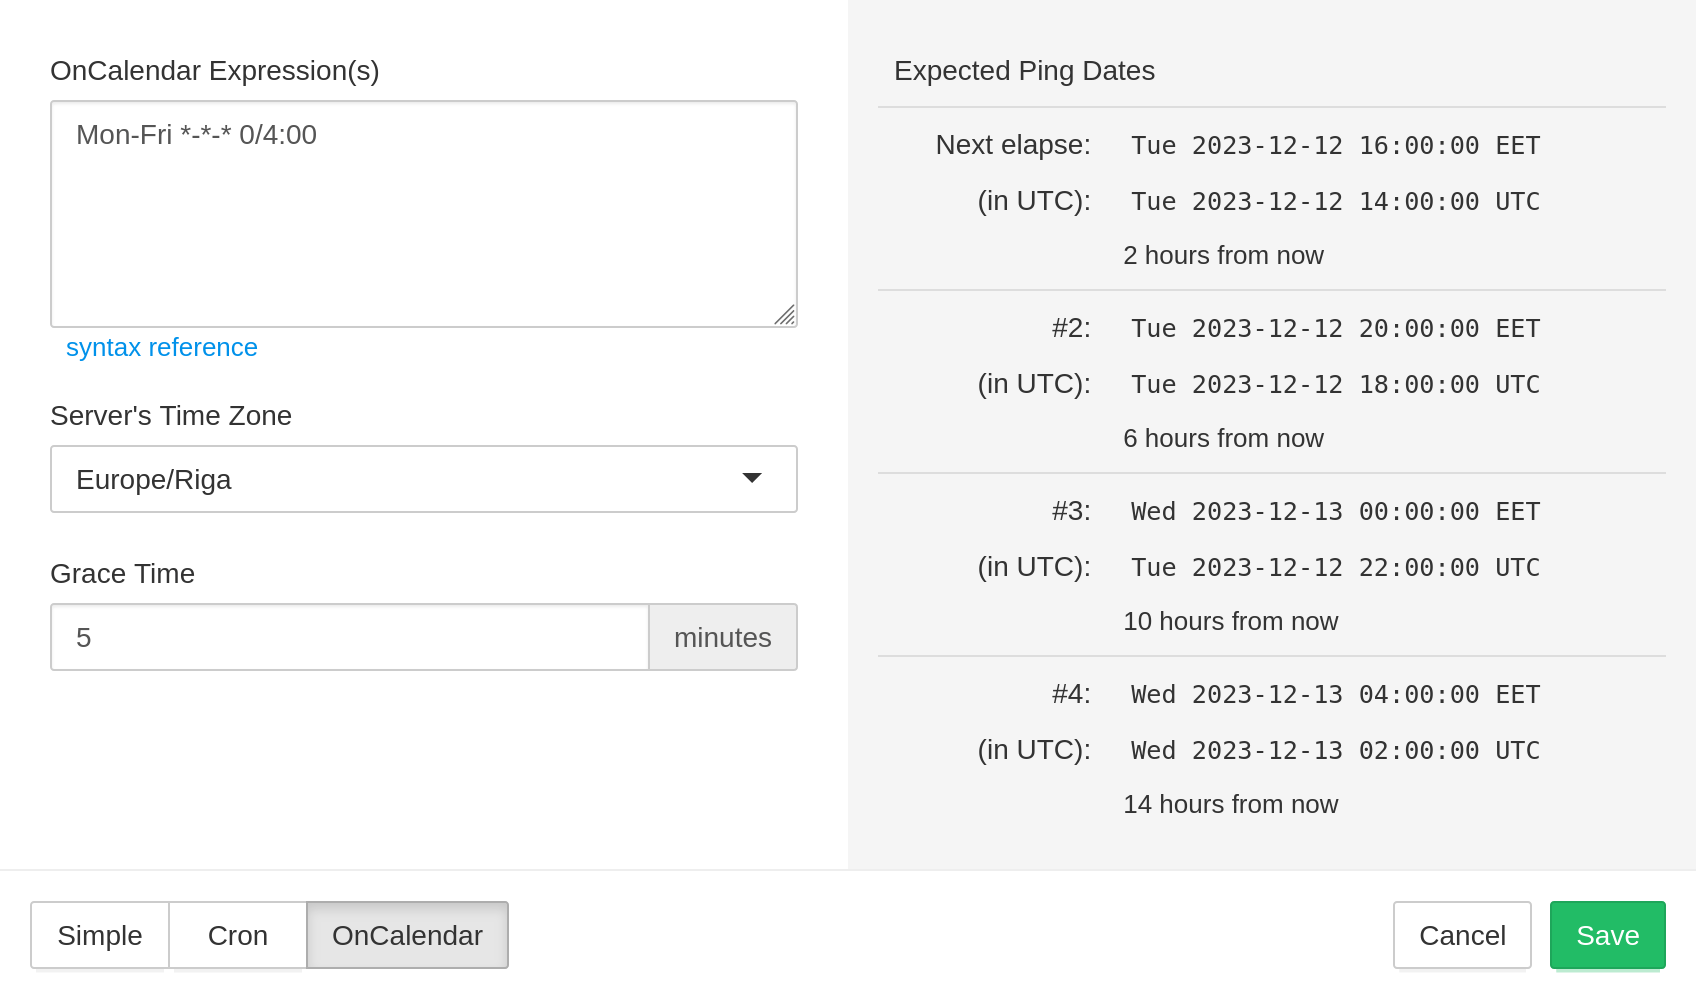 OnCalendar Expression(s)
Mon-Fri *-*-* 0/4:00
syntax reference
Server's Time Zone
Europe/Riga
Grace Time
5 minutes
Expected Ping Dates
Next elapse: Tue 2023-12-12 16:00:00 EET
(in UTC): Tue 2023-12-12 14:00:00 UTC
2 hours from now
#2: Tue 2023-12-12 20:00:00 EET
(in UTC): Tue 2023-12-12 18:00:00 UTC
6 hours from now
#3: Wed 2023-12-13 00:00:00 EET
(in UTC): Tue 2023-12-12 22:00:00 UTC
10 hours from now
#4: Wed 2023-12-13 04:00:00 EET
(in UTC): Wed 2023-12-13 02:00:00 UTC
14 hours from now
Simple Cron OnCalendar Cancel Save